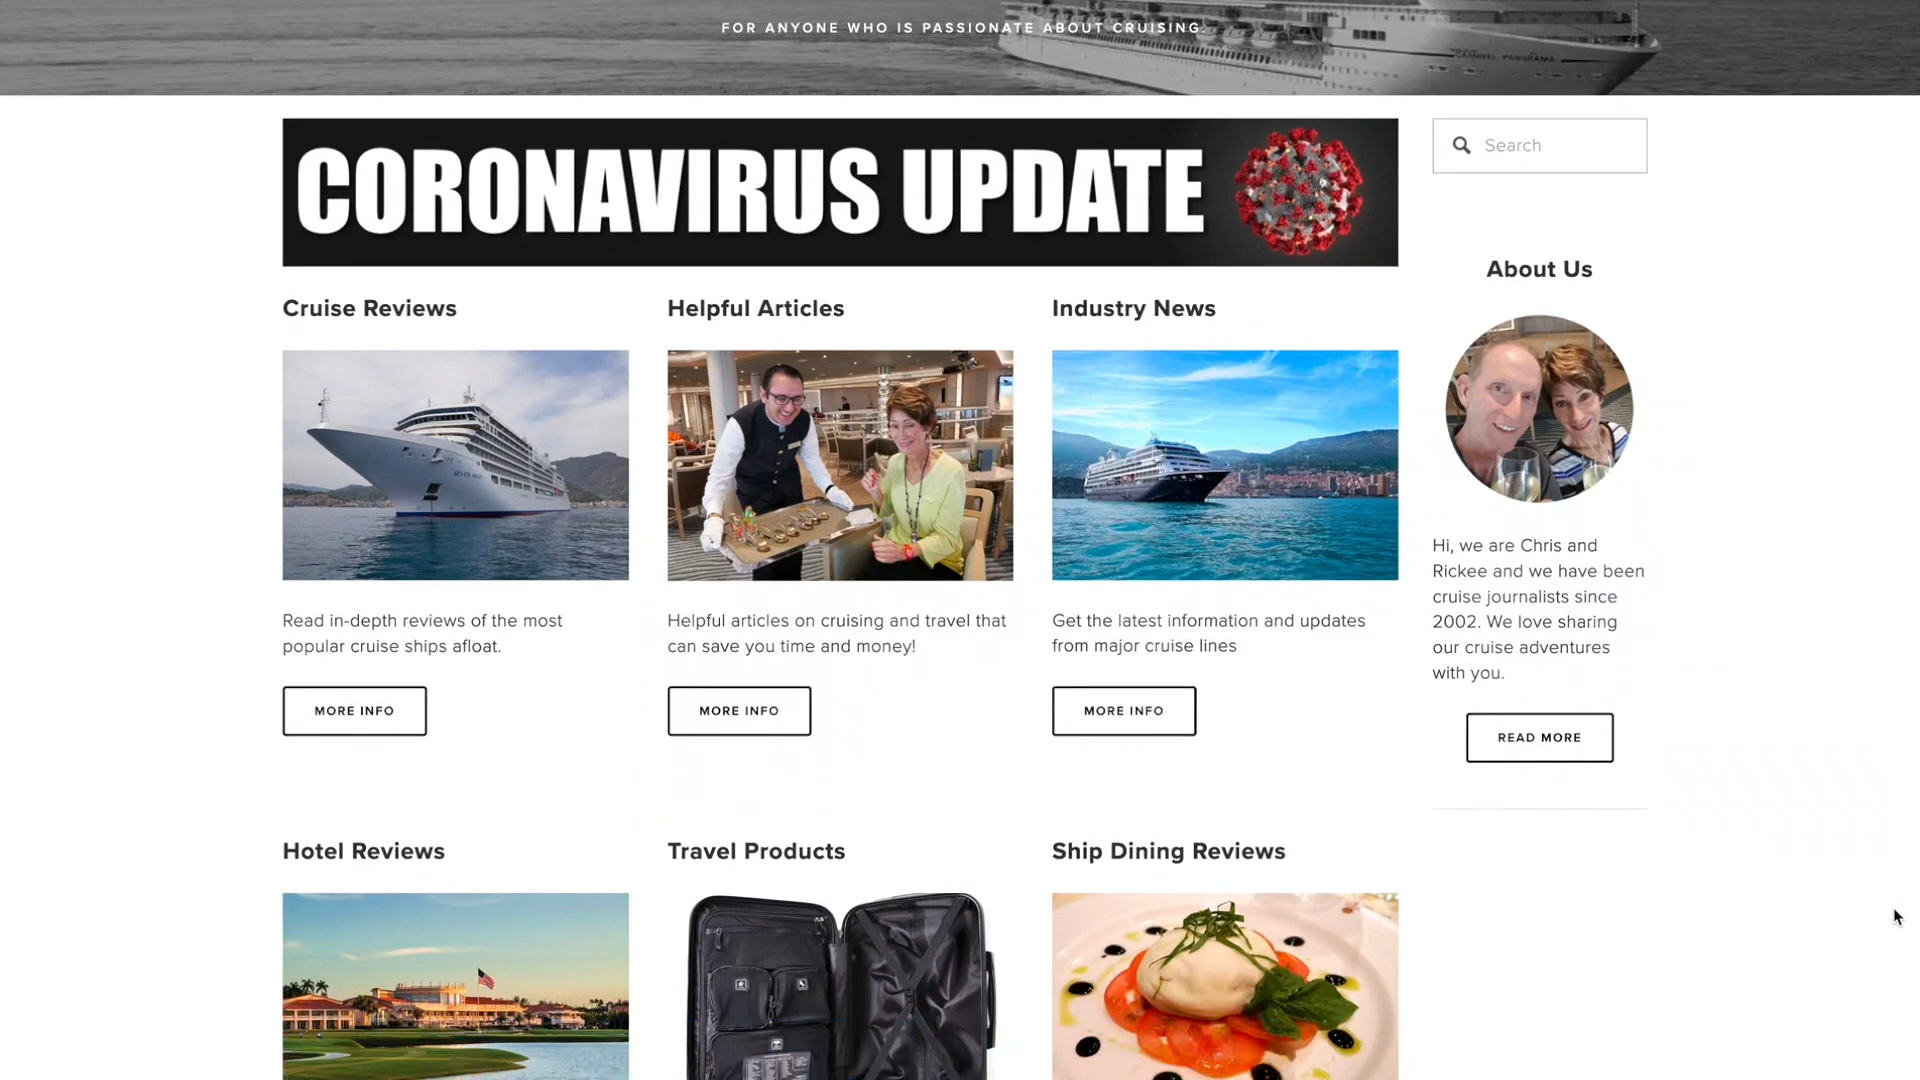 FOR ANYONE WHO IS PASSIONATE ABOUT CRUISING.
CARNIVAL PANORAMA
CORONAVIRUS UPDATE
Search
About Us
Cruise Reviews
Helpful Articles
Industry News
Hi, we are Chris and
Rickee and we have been
cruise journalists since
2002. We love sharing
our cruise adventures
with you.
READ MORE
Read in-depth reviews of the most
popular cruise ships afloat.
Helpful articles on cruising and travel that
can save you time and money!
Get the latest information and updates
from major cruise lines
MORE INFO
MORE INFO
MORE INFO
Hotel Reviews
Travel Products
Ship Dining Reviews